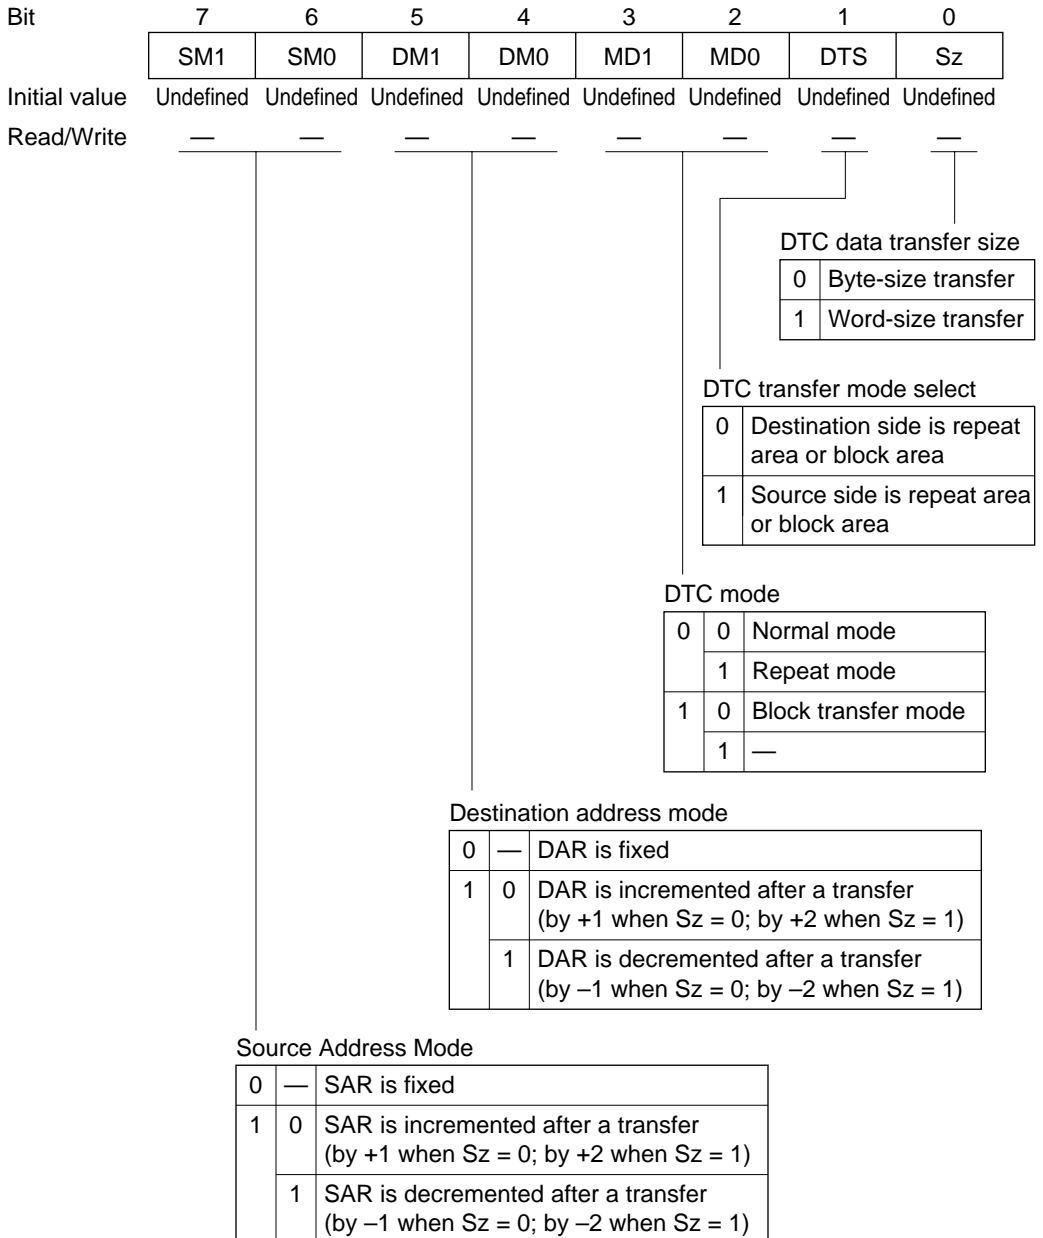 Bit 7 6 5 4 3 2 1 0
SM1 SM0 DM1 DM0 MD1 MD0 DTS Sz
Initial value Undefined Undefined Undefined Undefined Undefined Undefined Undefined Undefined
Read/Write — — — — — — — —
DTC data transfer size
0 Byte-size transfer
1 Word-size transfer
DTC transfer mode select
0 Destination side is repeat
area or block area
1 Source side is repeat area
or block area
DTC mode
0 0 Normal mode
1 Repeat mode
1 0 Block transfer mode
1 —
Destination address mode
0 — DAR is fixed
1 0 DAR is incremented after a transfer
(by +1 when Sz = 0; by +2 when Sz = 1)
1 DAR is decremented after a transfer
(by –1 when Sz = 0; by –2 when Sz = 1)
Source Address Mode
0 — SAR is fixed
1 0 SAR is incremented after a transfer
(by +1 when Sz = 0; by +2 when Sz = 1)
1 SAR is decremented after a transfer
(by –1 when Sz = 0; by –2 when Sz = 1)